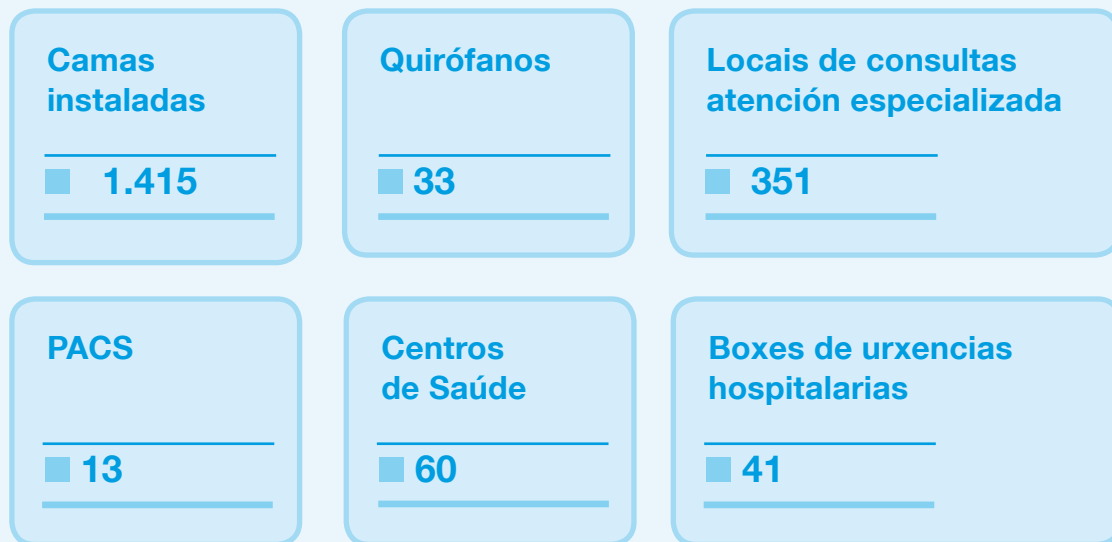 Camas
instaladas
1.415
Quirófanos
33
Locais de consultas
atención especializada
351
PACS
13
Centros
de Saúde
60
Boxes de urxencias
hospitalarias
41